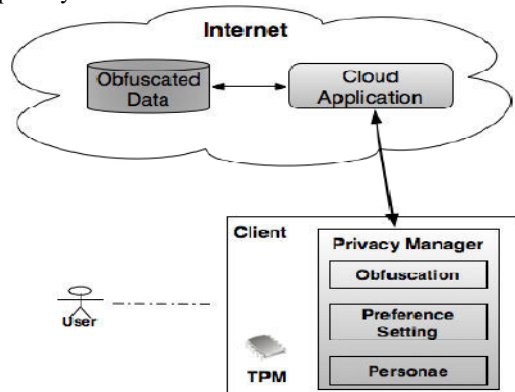 Internet
Obfuscated
Data
Cloud
Application
Client
Privacy Manager
Obfuscation
Preference
Setting
Personae
User
TPM